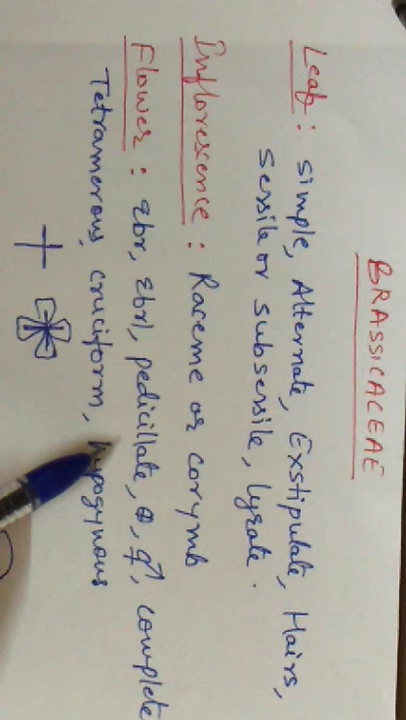 BRASSICACEAE
Leaf : Simple, Alternate, Exstipulate, Hairs,
Sessile or subsessile, lyrate.
Inflorescence : Raceme or corymb
Flower : Ebr, Ebrl, pedicillate, ⊕, ⚥, complete
Tetramerous, cruciform, hypogynous